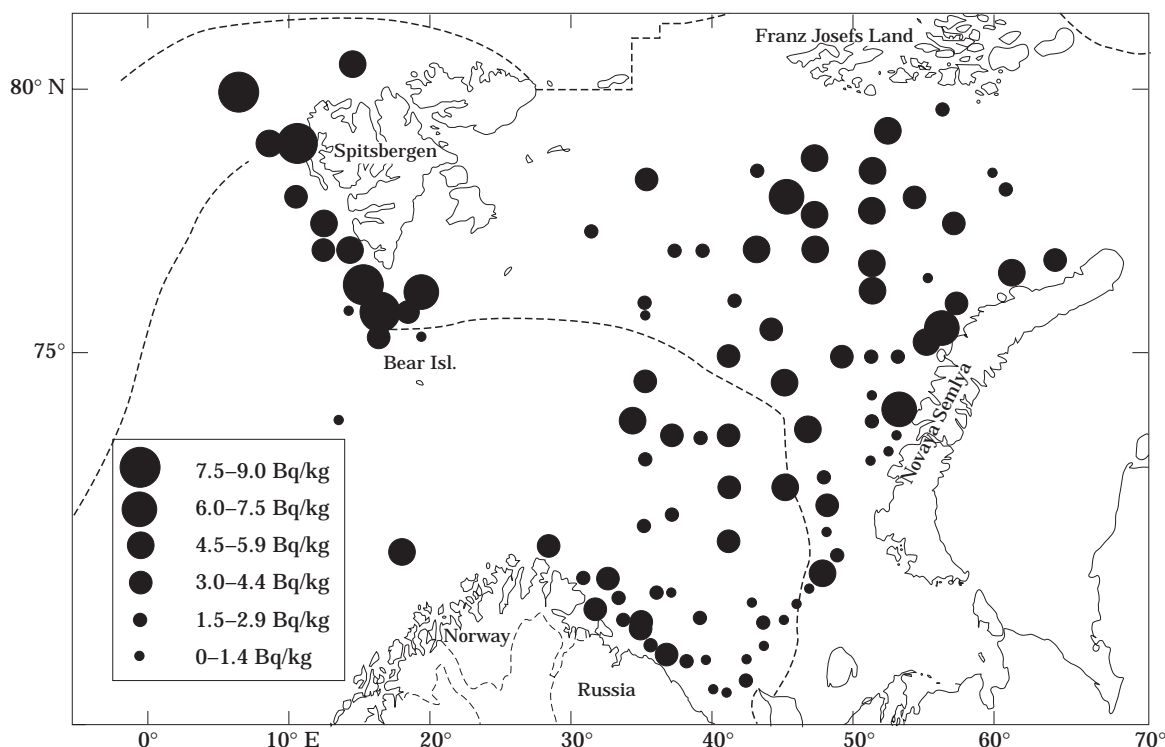 Franz Josefs Land
80° N
Spitsbergen
75°
Bear Isl.
Novaya Semlya
7.5–9.0 Bq/kg
6.0–7.5 Bq/kg
4.5–5.9 Bq/kg
3.0–4.4 Bq/kg
1.5–2.9 Bq/kg
0–1.4 Bq/kg
Norway
Russia
0° 10° E 20° 30° 40° 50° 60° 70°